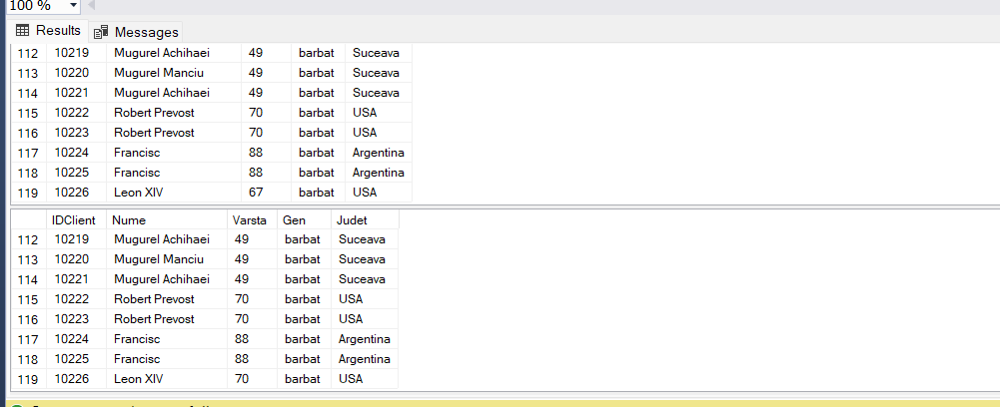 100 %
Results Messages
112 10219 Mugurel Achihaei 49 barbat Suceava
113 10220 Mugurel Manciu 49 barbat Suceava
114 10221 Mugurel Achihaei 49 barbat Suceava
115 10222 Robert Prevost 70 barbat USA
116 10223 Robert Prevost 70 barbat USA
117 10224 Francisc 88 barbat Argentina
118 10225 Francisc 88 barbat Argentina
119 10226 Leon XIV 67 barbat USA
IDClient Nume Varsta Gen Judet
112 10219 Mugurel Achihaei 49 barbat Suceava
113 10220 Mugurel Manciu 49 barbat Suceava
114 10221 Mugurel Achihaei 49 barbat Suceava
115 10222 Robert Prevost 70 barbat USA
116 10223 Robert Prevost 70 barbat USA
117 10224 Francisc 88 barbat Argentina
118 10225 Francisc 88 barbat Argentina
119 10226 Leon XIV 70 barbat USA